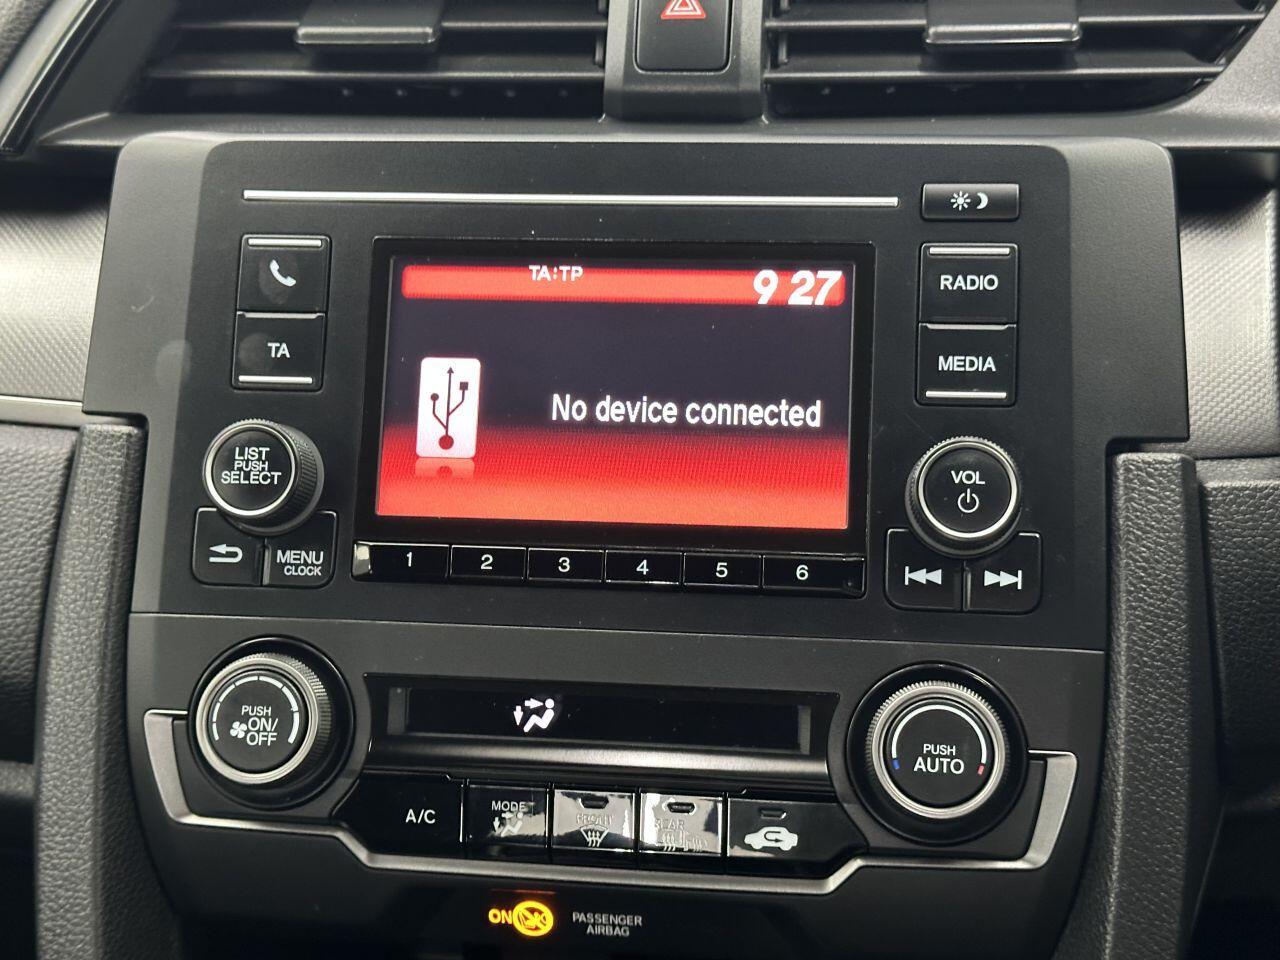 TA:TP
9 27
RADIO
TA
MEDIA
No device connected
LIST
PUSH
SELECT
VOL
MENU
CLOCK
1 2 3 4 5 6
PUSH
ON/
OFF
PUSH
AUTO
A/C
MODE
FRONT
REAR
ON
PASSENGER
AIRBAG